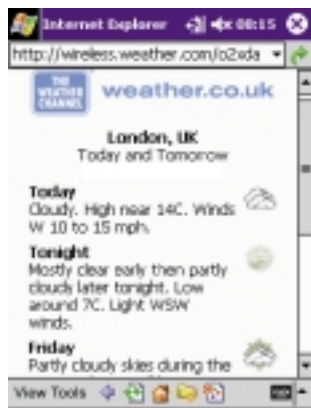 Internet Explorer 08:15
http://wireless.weather.com/o2xda
THE
WEATHER
CHANNEL
weather.co.uk
London, UK
Today and Tomorrow
Today
Cloudy. High near 14C. Winds
W 10 to 15 mph.
Tonight
Mostly clear early then partly
cloudy later tonight. Low
around 7C. Light WSW
winds.
Friday
Partly cloudy skies during the
View Tools